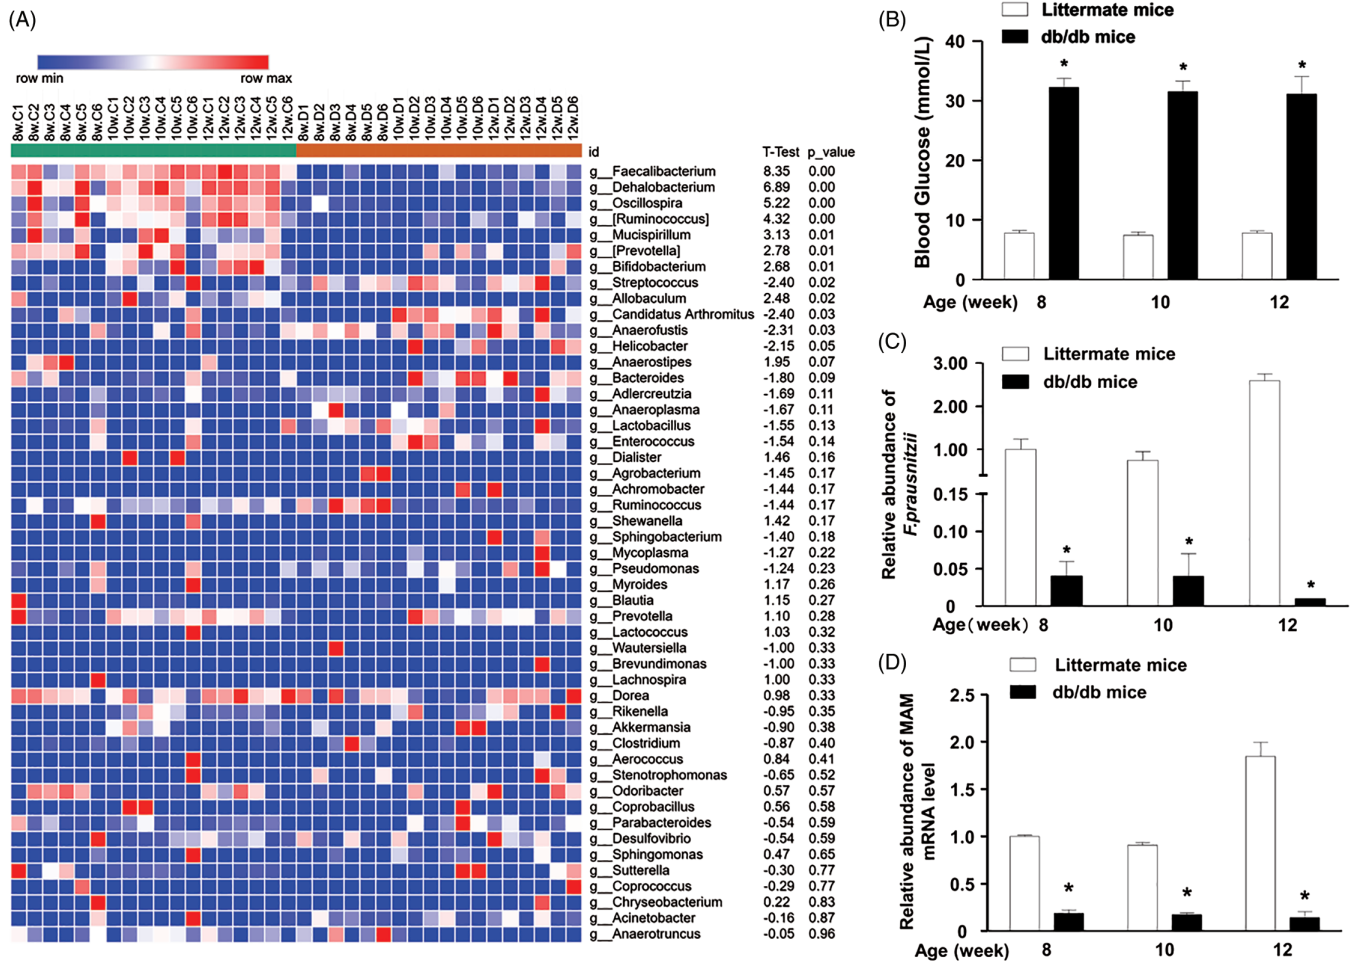 (A)
row min row max
8w.C1 8w.C2 8w.C3 8w.C4 8w.C5 8w.C6 10w.C1 10w.C2 10w.C3 10w.C4 10w.C5 10w.C6 12w.C1 12w.C2 12w.C3 12w.C4 12w.C5 12w.C6 8w.D1 8w.D2 8w.D3 8w.D4 8w.D5 8w.D6 10w.D1 10w.D2 10w.D3 10w.D4 10w.D5 10w.D6 12w.D1 12w.D2 12w.D3 12w.D4 12w.D5 12w.D6
id T-Test p_value
g__Faecalibacterium 8.35 0.00
g__Dehalobacterium 6.89 0.00
g__Oscillospira 5.22 0.00
g__[Ruminococcus] 4.32 0.00
g__Mucispirillum 3.13 0.01
g__[Prevotella] 2.78 0.01
g__Bifidobacterium 2.68 0.01
g__Streptococcus -2.40 0.02
g__Allobaculum 2.48 0.02
g__Candidatus Arthromitus -2.40 0.03
g__Anaerofustis -2.31 0.03
g__Helicobacter -2.15 0.05
g__Anaerostipes 1.95 0.07
g__Bacteroides -1.80 0.09
g__Adlercreutzia -1.69 0.11
g__Anaeroplasma -1.67 0.11
g__Lactobacillus -1.55 0.13
g__Enterococcus -1.54 0.14
g__Dialister 1.46 0.16
g__Agrobacterium -1.45 0.17
g__Achromobacter -1.44 0.17
g__Ruminococcus -1.44 0.17
g__Shewanella 1.42 0.17
g__Sphingobacterium -1.40 0.18
g__Mycoplasma -1.27 0.22
g__Pseudomonas -1.24 0.23
g__Myroides 1.17 0.26
g__Blautia 1.15 0.27
g__Prevotella 1.10 0.28
g__Lactococcus 1.03 0.32
g__Wautersiella -1.00 0.33
g__Brevundimonas -1.00 0.33
g__Lachnospira 1.00 0.33
g__Dorea 0.98 0.33
g__Rikenella -0.95 0.35
g__Akkermansia -0.90 0.38
g__Clostridium -0.87 0.40
g__Aerococcus 0.84 0.41
g__Stenotrophomonas -0.65 0.52
g__Odoribacter 0.57 0.57
g__Coprobacillus 0.56 0.58
g__Parabacteroides -0.54 0.59
g__Desulfovibrio -0.54 0.59
g__Sphingomonas 0.47 0.65
g__Sutterella -0.30 0.77
g__Coprococcus -0.29 0.77
g__Chryseobacterium 0.22 0.83
g__Acinetobacter -0.16 0.87
g__Anaerotruncus -0.05 0.96
(B)
Littermate mice
db/db mice
Blood Glucose (mmol/L)
40
30
20
10
0
* * *
Age (week) 8 10 12
(C)
Littermate mice
db/db mice
Relative abundance of
F.prausnitzii
3.00
2.00
1.00
0.15
0.10
0.05
0
* * *
Age(week) 8 10 12
(D)
Littermate mice
db/db mice
Relative abundance of MAM
mRNA level
2.5
2.0
1.5
1.0
0.5
0
* * *
Age (week) 8 10 12